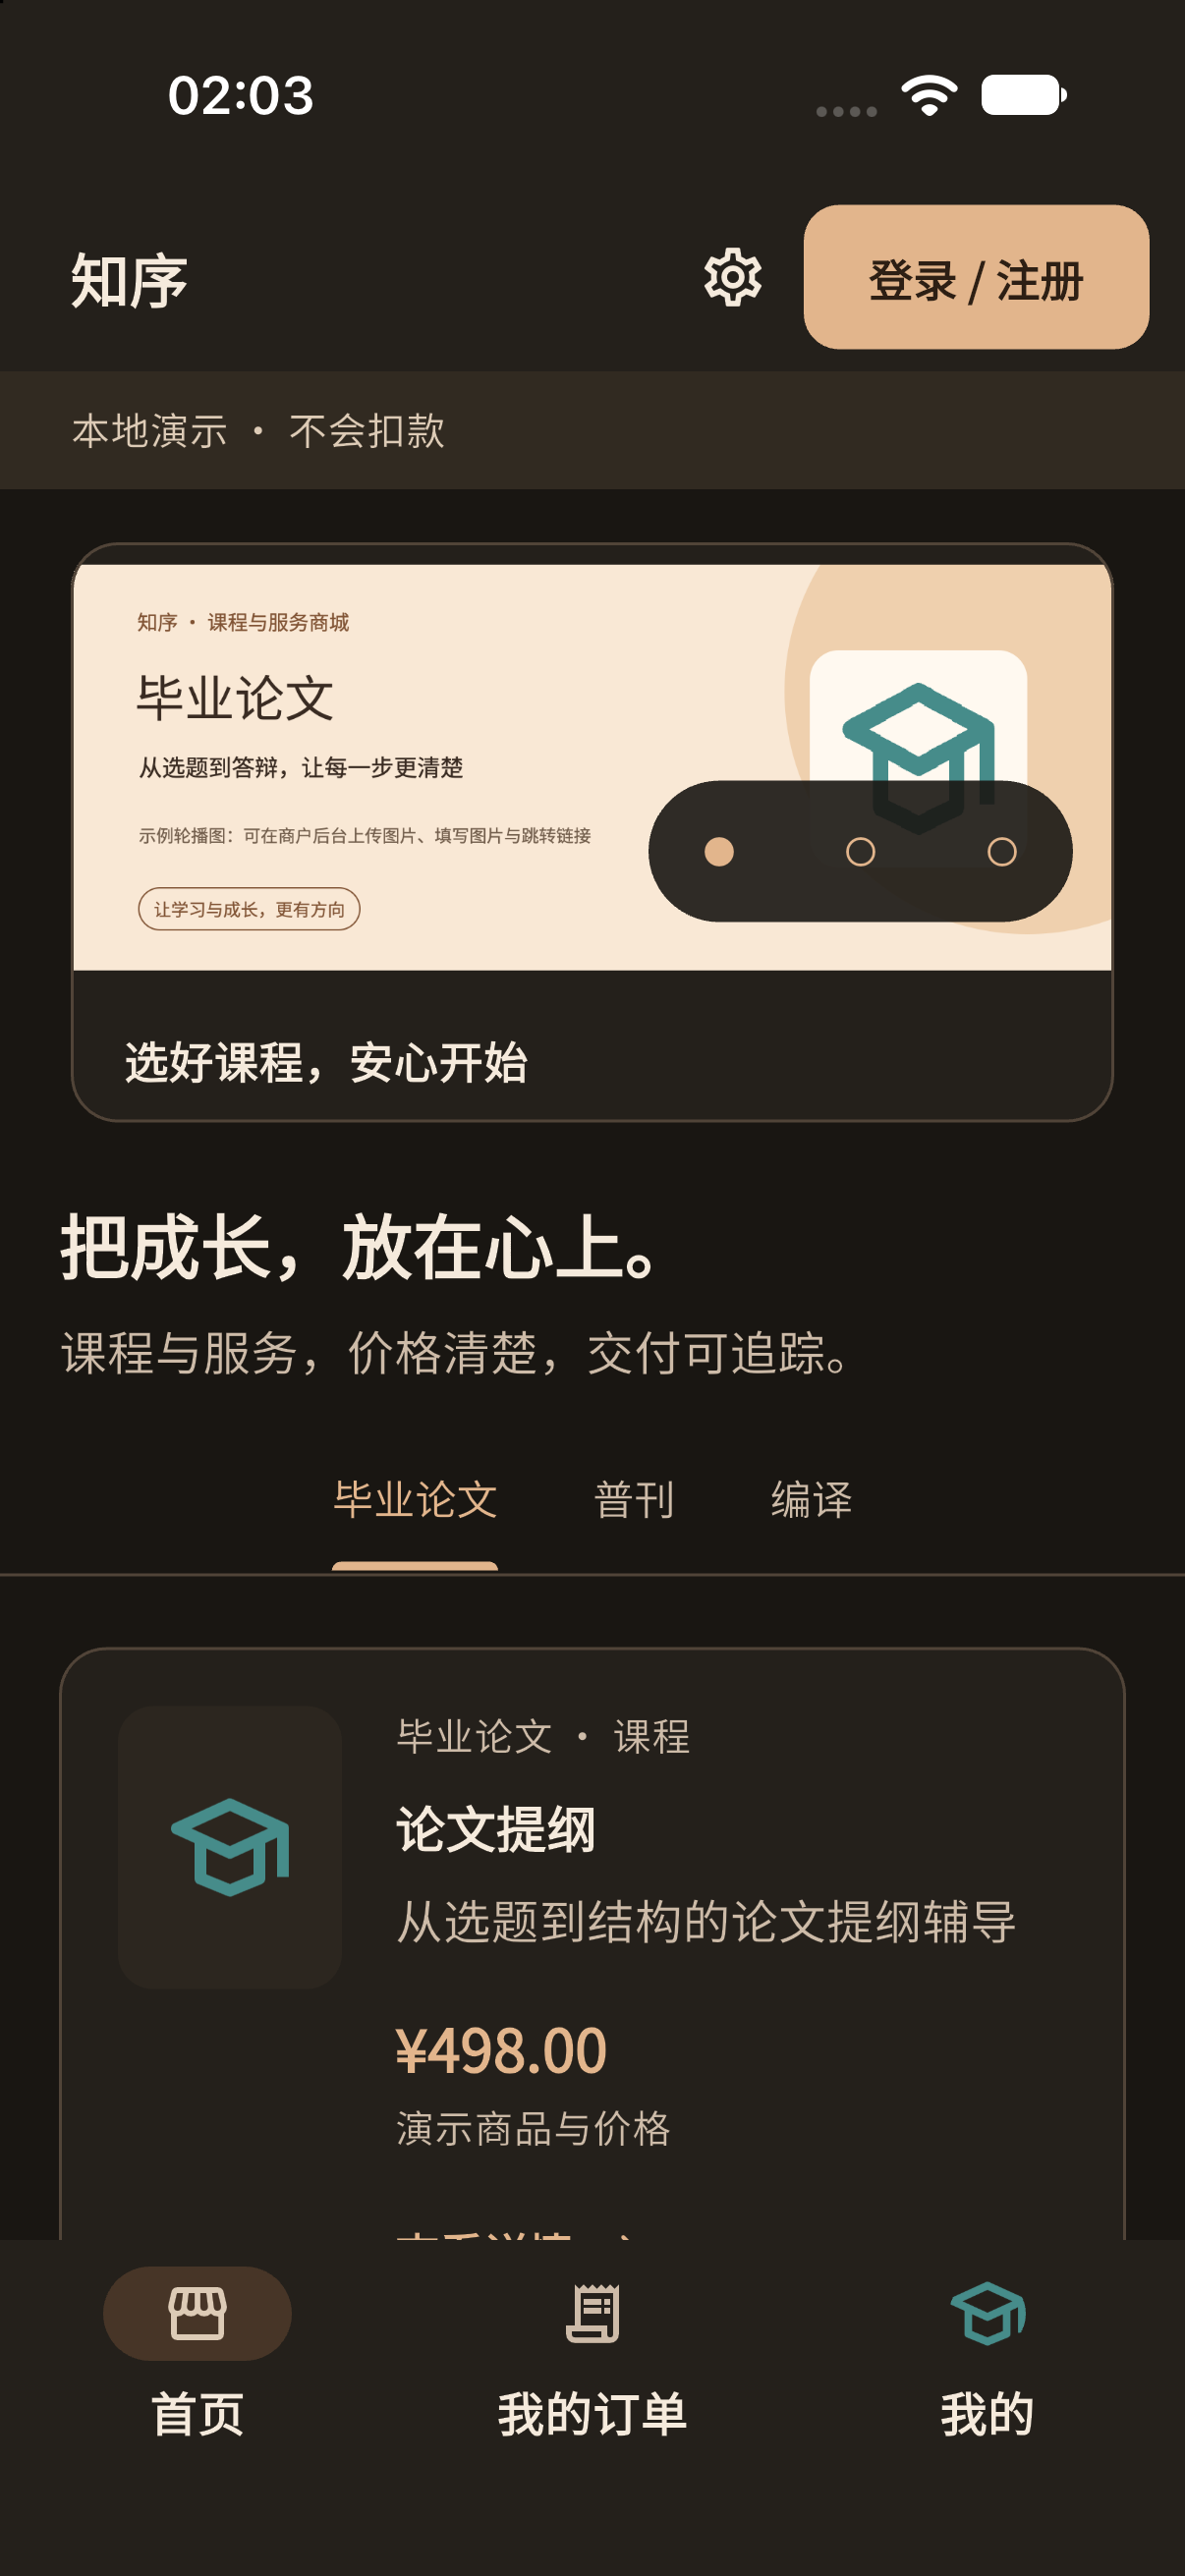 02:03
知序
登录 / 注册
本地演示 · 不会扣款
知序 · 课程与服务商城
毕业论文
从选题到答辩，让每一步更清楚
示例轮播图：可在商户后台上传图片、填写图片与跳转链接
让学习与成长，更有方向
选好课程，安心开始
把成长，放在心上。
课程与服务，价格清楚，交付可追踪。
毕业论文 普刊 编译
毕业论文 · 课程
论文提纲
从选题到结构的论文提纲辅导
¥498.00
演示商品与价格
首页 我的订单 我的